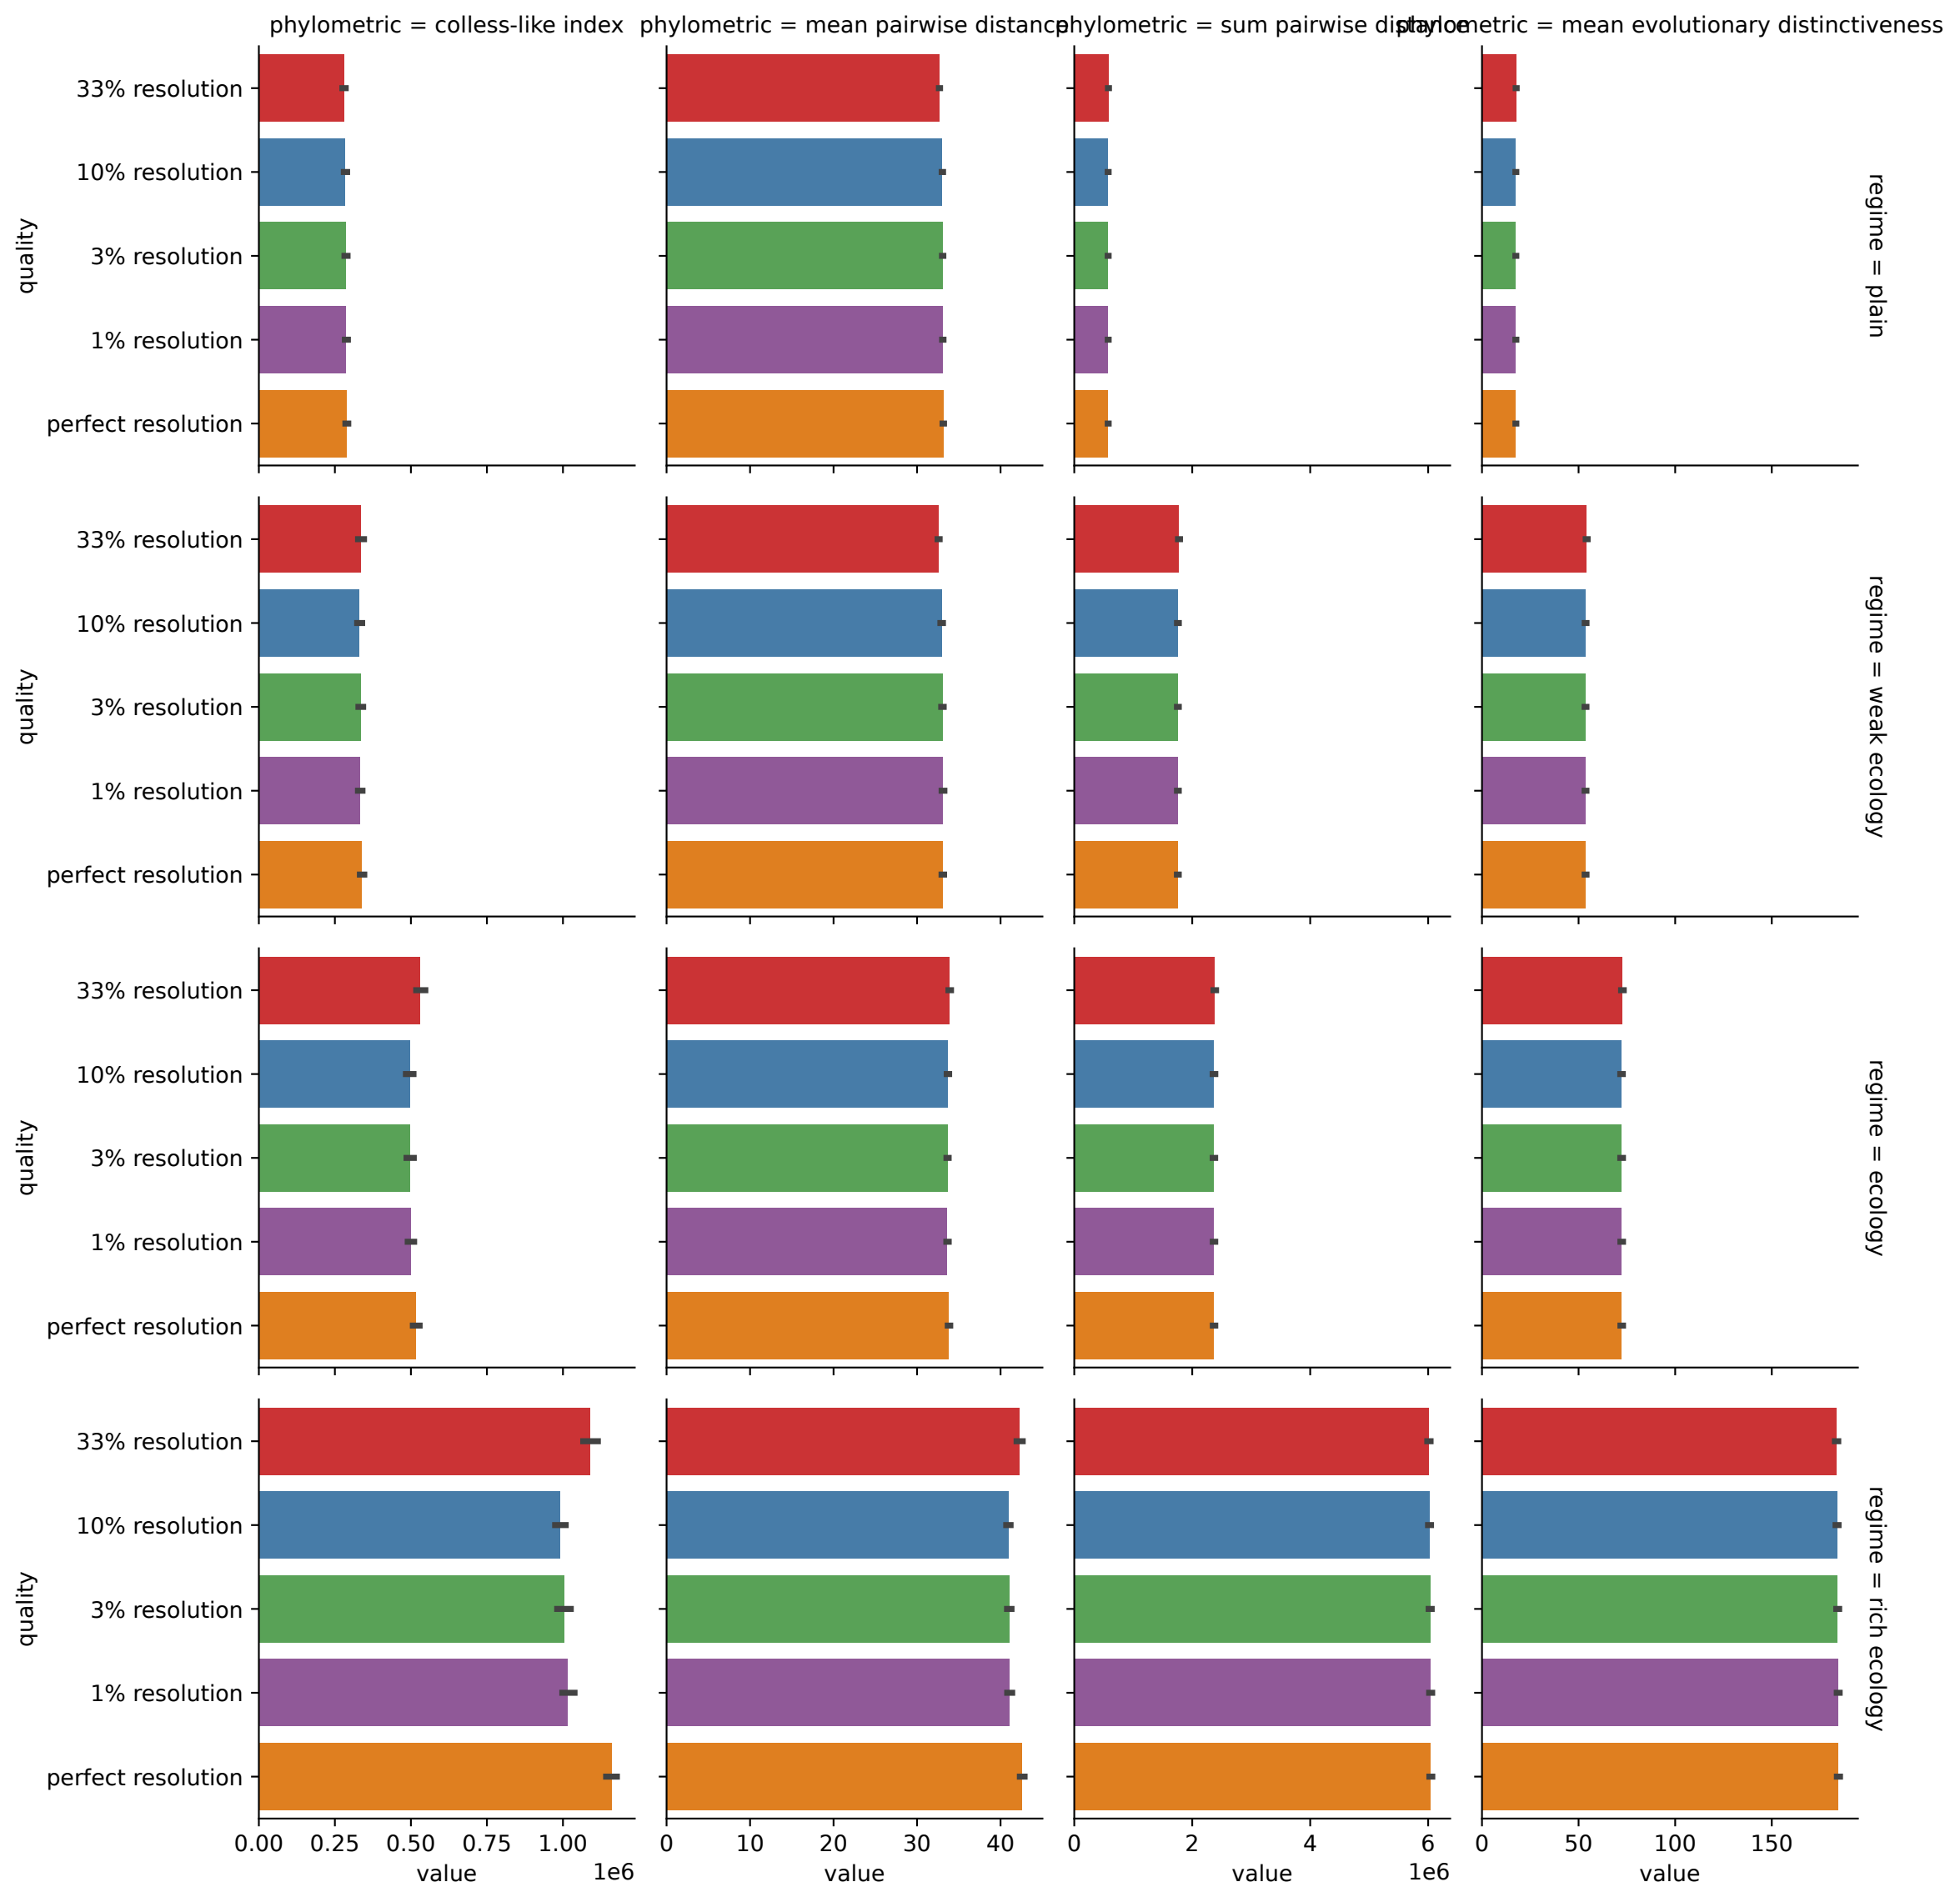 phylometric = colless-like index
phylometric = mean pairwise distance
phylometric = sum pairwise distance
phylometric = mean evolutionary distinctiveness
quality
33% resolution
10% resolution
3% resolution
1% resolution
perfect resolution
regime = plain
quality
33% resolution
10% resolution
3% resolution
1% resolution
perfect resolution
regime = weak ecology
quality
33% resolution
10% resolution
3% resolution
1% resolution
perfect resolution
regime = ecology
quality
33% resolution
10% resolution
3% resolution
1% resolution
perfect resolution
regime = rich ecology
0.00 0.25 0.50 0.75 1.00
1e6
value
0 10 20 30 40
value
0 2 4 6
1e6
value
0 50 100 150
value